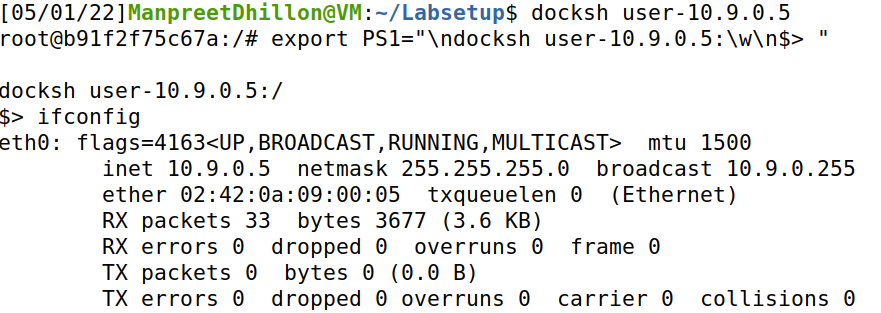 [05/01/22]ManpreetDhillon@VM:~/Labsetup$ docksh user-10.9.0.5
root@b91f2f75c67a:/# export PS1="\ndocksh user-10.9.0.5:\w\n$> "

docksh user-10.9.0.5:/
$> ifconfig
eth0: flags=4163<UP,BROADCAST,RUNNING,MULTICAST>  mtu 1500
        inet 10.9.0.5  netmask 255.255.255.0  broadcast 10.9.0.255
        ether 02:42:0a:09:00:05  txqueuelen 0  (Ethernet)
        RX packets 33  bytes 3677 (3.6 KB)
        RX errors 0  dropped 0  overruns 0  frame 0
        TX packets 0  bytes 0 (0.0 B)
        TX errors 0  dropped 0 overruns 0  carrier 0  collisions 0